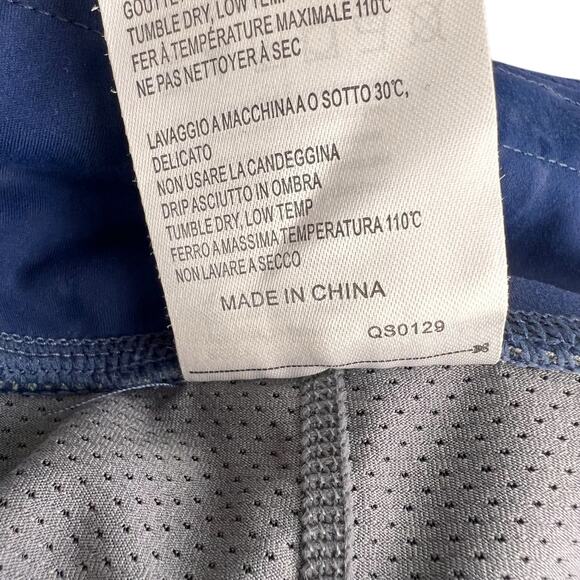 TUMBLE DRY, LOW TEMP
FER À TEMPÉRATURE MAXIMALE 110℃
NE PAS NETTOYER À SEC
LAVAGGIO A MACCHINA A O SOTTO 30℃,
DELICATO
NON USARE LA CANDEGGINA
DRIP ASCIUTTO IN OMBRA
TUMBLE DRY, LOW TEMP
FERRO A MASSIMA TEMPERATURA 110℃
NON LAVARE A SECCO
MADE IN CHINA
QS0129